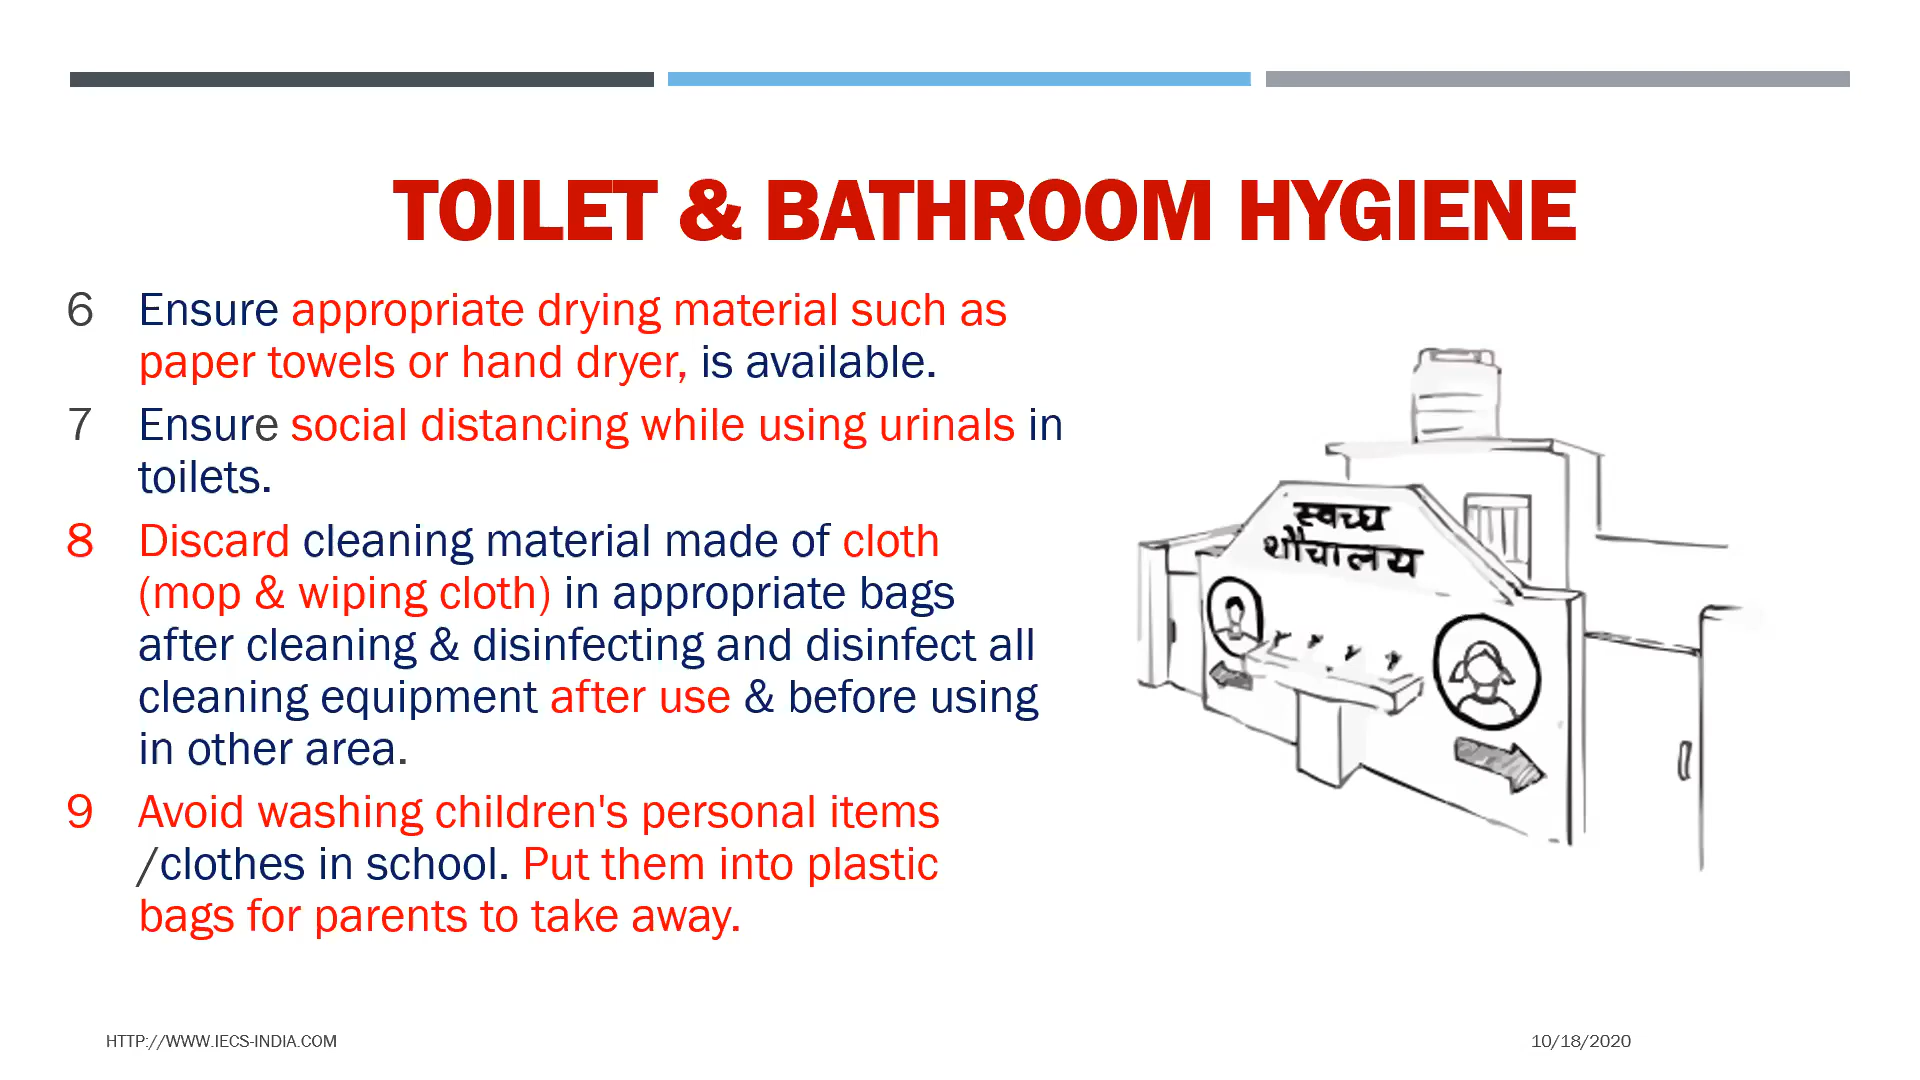 TOILET & BATHROOM HYGIENE
6 Ensure appropriate drying material such as
paper towels or hand dryer, is available.
7 Ensure social distancing while using urinals in
toilets.
8 Discard cleaning material made of cloth
(mop & wiping cloth) in appropriate bags
after cleaning & disinfecting and disinfect all
cleaning equipment after use & before using
in other area.
9 Avoid washing children's personal items
/clothes in school. Put them into plastic
bags for parents to take away.
स्वच्छ
शौचालय
HTTP://WWW.IECS-INDIA.COM
10/18/2020